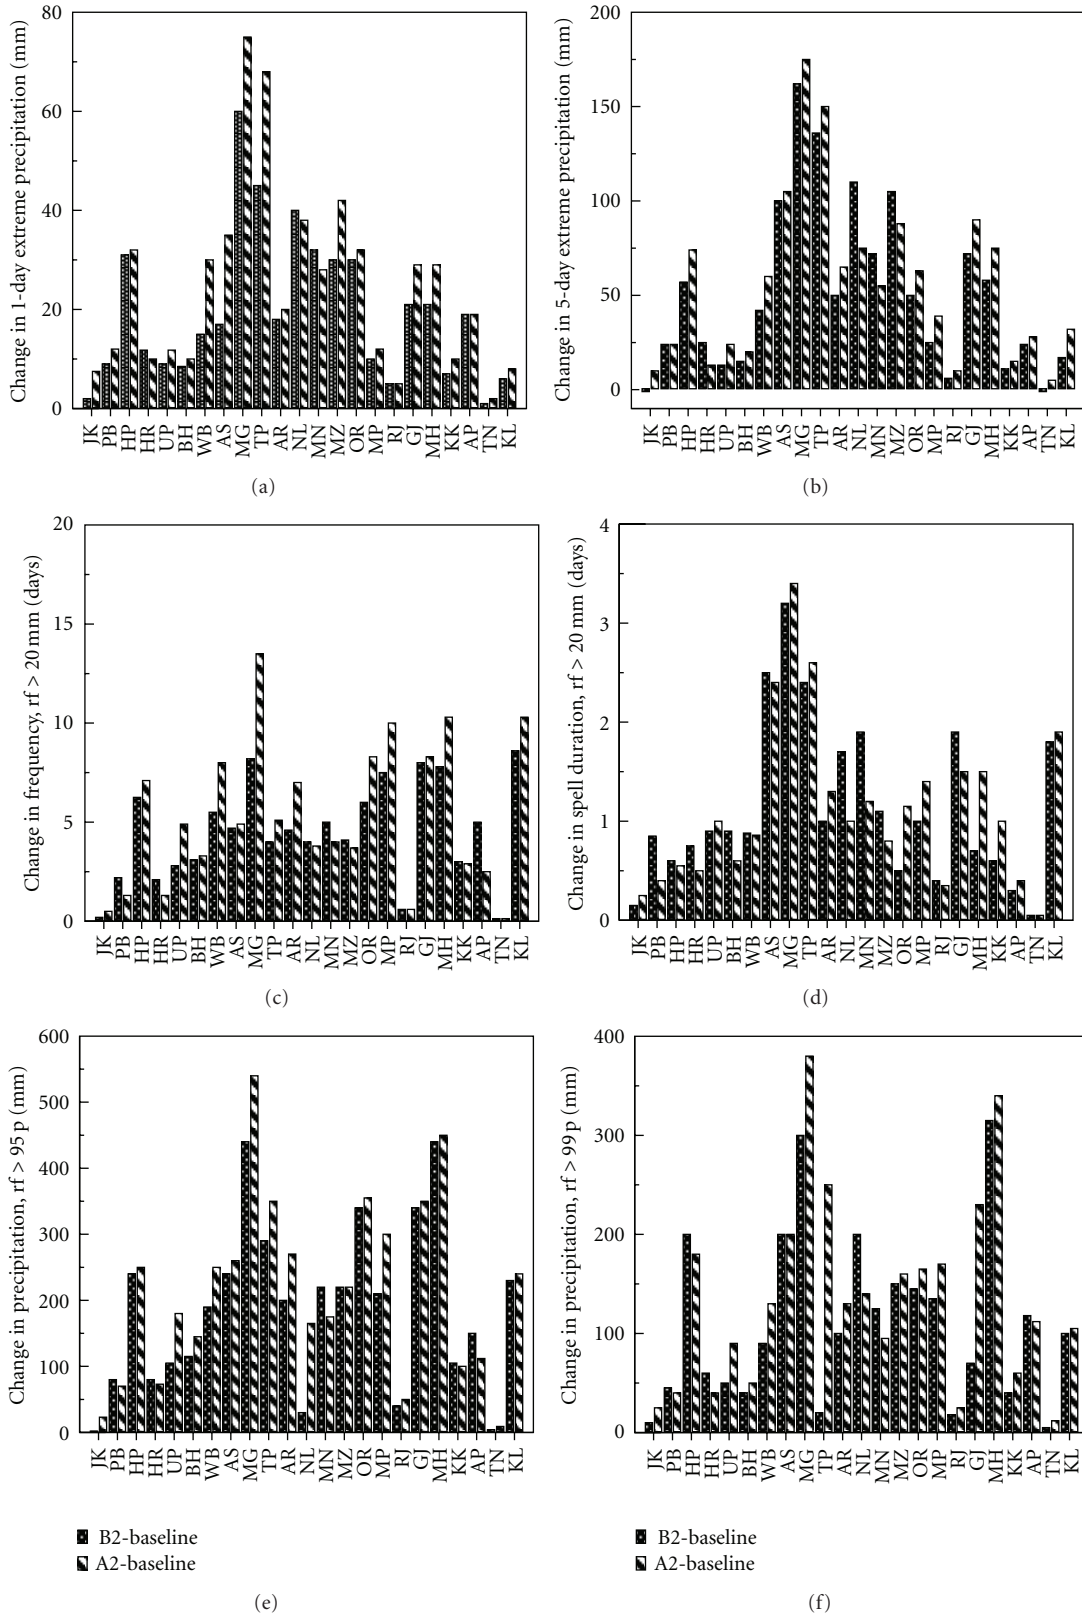 Change in 1-day extreme precipitation (mm)
80
60
40
20
0
JK PB HP HR UP BH WB AS MG TP AR NL MN MZ OR MP RJ GJ MH KK AP TN KL
(a)
Change in 5-day extreme precipitation (mm)
200
150
100
50
0
JK PB HP HR UP BH WB AS MG TP AR NL MN MZ OR MP RJ GJ MH KK AP TN KL
(b)
Change in frequency, rf > 20 mm (days)
20
15
10
5
0
JK PB HP HR UP BH WB AS MG TP AR NL MN MZ OR MP RJ GJ MH KK AP TN KL
(c)
Change in spell duration, rf > 20 mm (days)
4
3
2
1
0
JK PB HP HR UP BH WB AS MG TP AR NL MN MZ OR MP RJ GJ MH KK AP TN KL
(d)
Change in precipitation, rf > 95 p (mm)
600
500
400
300
200
100
0
JK PB HP HR UP BH WB AS MG TP AR NL MN MZ OR MP RJ GJ MH KK AP TN KL
B2-baseline
A2-baseline
(e)
Change in precipitation, rf > 99 p (mm)
400
300
200
100
0
JK PB HP HR UP BH WB AS MG TP AR NL MN MZ OR MP RJ GJ MH KK AP TN KL
B2-baseline
A2-baseline
(f)